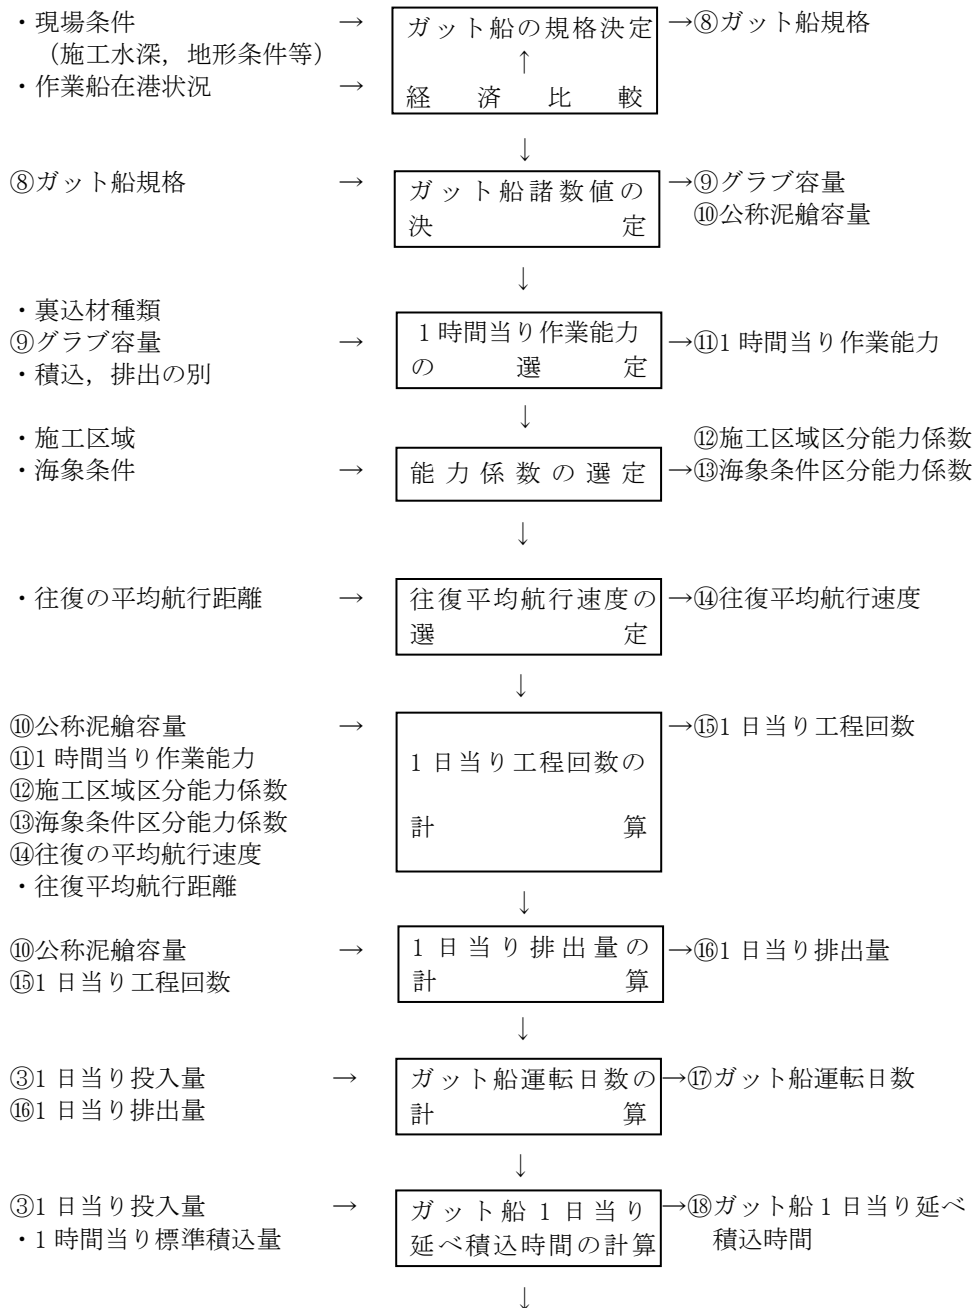 ・現場条件 → ガット船の規格決定 →⑧ガット船規格
（施工水深，地形条件等） ↑
・作業船在港状況 → 経済比較
↓
⑧ガット船規格 → ガット船諸数値の →⑨グラブ容量
決定 ⑩公称泥艙容量
↓
・裏込材種類
⑨グラブ容量 → 1時間当り作業能力 →⑪1時間当り作業能力
・積込，排出の別 の選定
↓
・施工区域 ⑫施工区域区分能力係数
・海象条件 → 能力係数の選定 →⑬海象条件区分能力係数
↓
・往復の平均航行距離 → 往復平均航行速度の →⑭往復平均航行速度
選定
↓
⑩公称泥艙容量 → →⑮1日当り工程回数
⑪1時間当り作業能力 1日当り工程回数の
⑫施工区域区分能力係数
⑬海象条件区分能力係数 計算
⑭往復の平均航行速度
・往復平均航行距離
↓
⑩公称泥艙容量 → 1日当り排出量の →⑯1日当り排出量
⑮1日当り工程回数 計算
↓
③1日当り投入量 → ガット船運転日数の →⑰ガット船運転日数
⑯1日当り排出量 計算
↓
③1日当り投入量 → ガット船1日当り →⑱ガット船1日当り延べ
・1時間当り標準積込量 延べ積込時間の計算 積込時間
↓